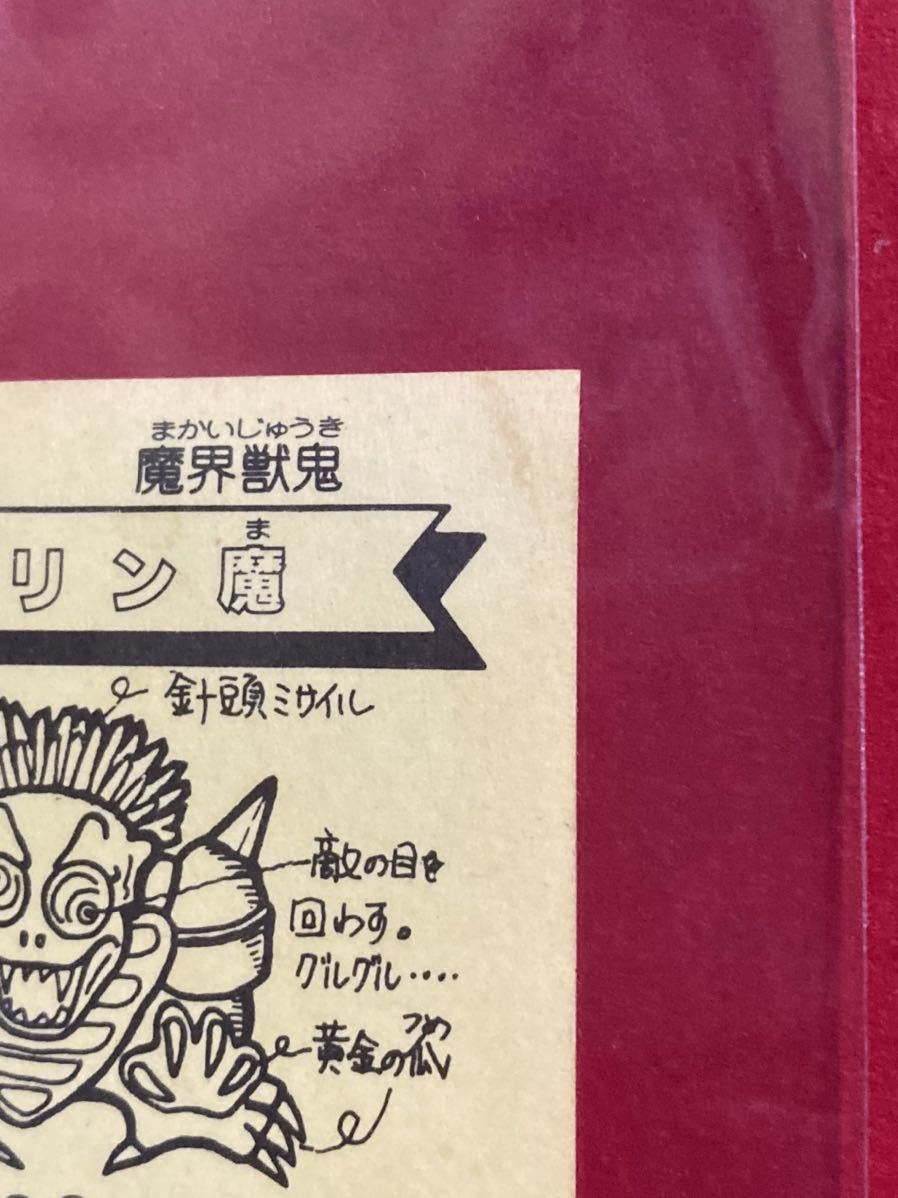 まかいじゅうき
魔界獣鬼
ま
リン魔
針頭ミサイル
敵の目を
回わす。
グルグル‥‥
つめ
黄金の爪